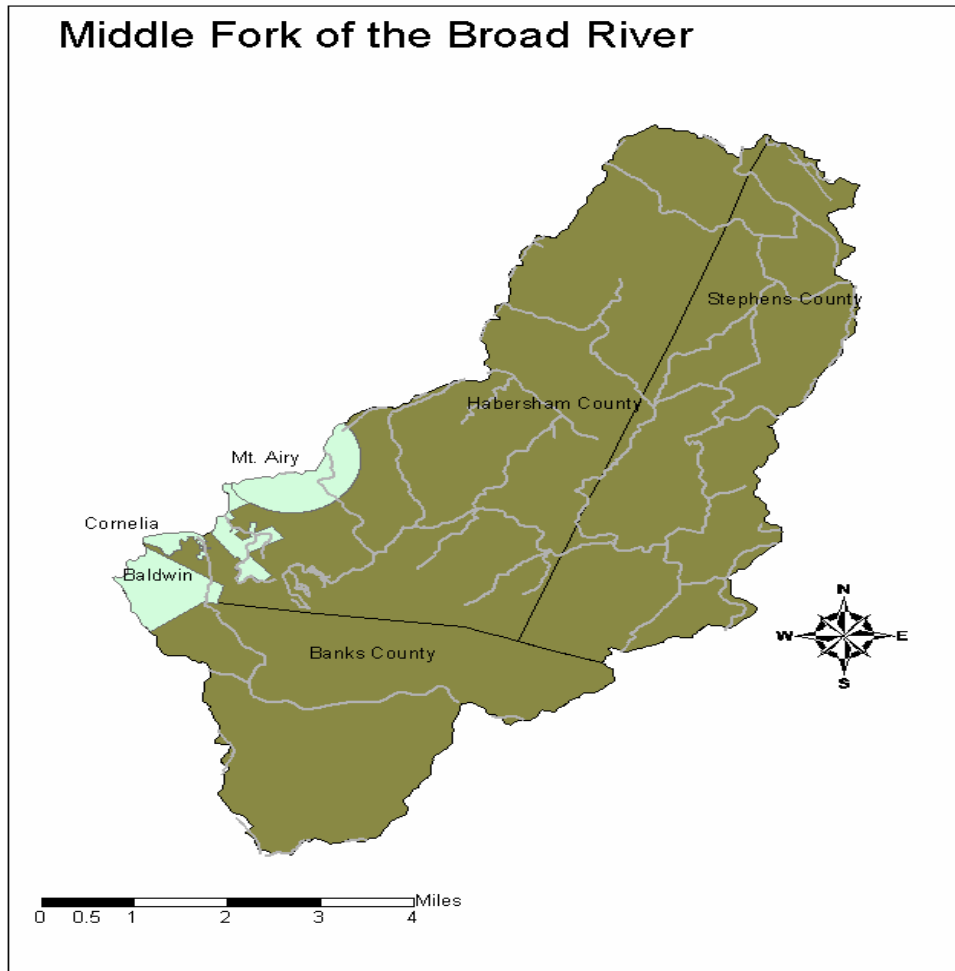 Middle Fork of the Broad River
Stephens County
Habersham County
Mt. Airy
Cornelia
Baldwin
Banks County
N
W E
S
Miles
0 0.5 1 2 3 4